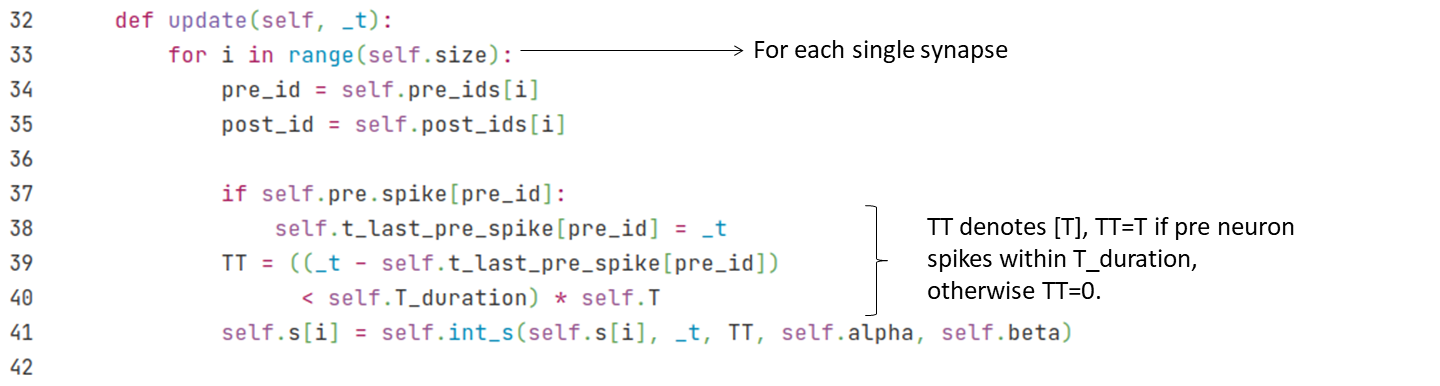 32 def update(self, _t):
33 for i in range(self.size): For each single synapse
34 pre_id = self.pre_ids[i]
35 post_id = self.post_ids[i]
36
37 if self.pre.spike[pre_id]:
38 self.t_last_pre_spike[pre_id] = _t
39 TT = ((_t - self.t_last_pre_spike[pre_id])
40 < self.T_duration) * self.T
41 self.s[i] = self.int_s(self.s[i], _t, TT, self.alpha, self.beta)
42
TT denotes [T], TT=T if pre neuron
spikes within T_duration,
otherwise TT=0.